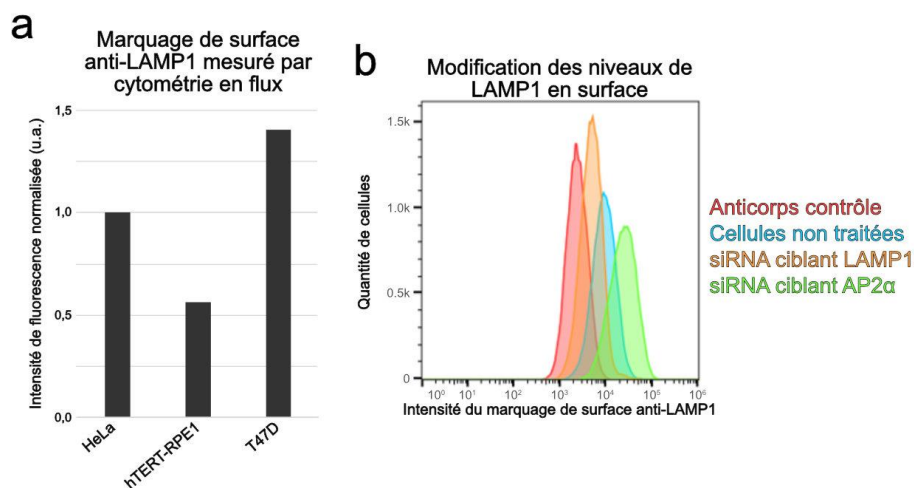 a
Marquage de surface
anti-LAMP1 mesuré par
cytométrie en flux
Intensité de fluorescence normalisée (u.a.)
1,5
1,0
0,5
0,0
HeLa
hTERT-RPE1
T47D
b
Modification des niveaux de
LAMP1 en surface
Quantité de cellules
1.5k
1.0k
0.5k
0
10⁰ 10¹ 10² 10³ 10⁴ 10⁵ 10⁶
Intensité du marquage de surface anti-LAMP1
Anticorps contrôle
Cellules non traitées
siRNA ciblant LAMP1
siRNA ciblant AP2α